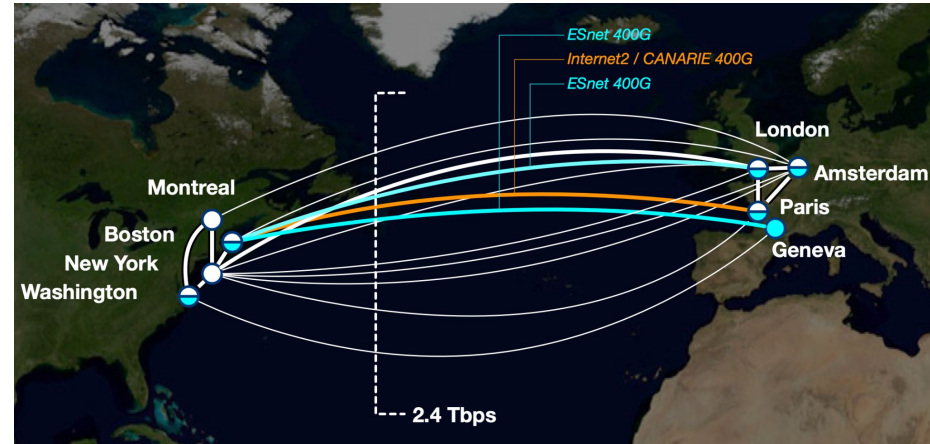 ESnet 400G
Internet2 / CANARIE 400G
ESnet 400G
London
Amsterdam
Montreal
Paris
Boston
Geneva
New York
Washington
2.4 Tbps